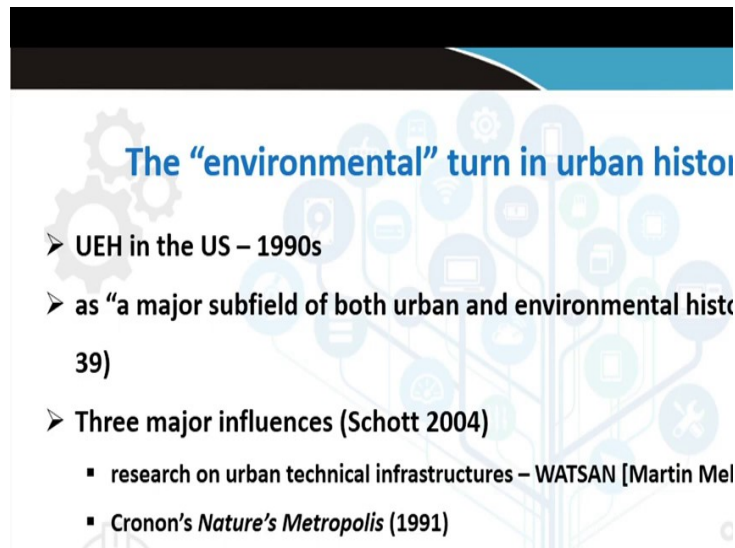 The “environmental” turn in urban histor
➢ UEH in the US – 1990s
➢ as “a major subfield of both urban and environmental histo
39)
➢ Three major influences (Schott 2004)
▪ research on urban technical infrastructures – WATSAN [Martin Mel
▪ Cronon’s Nature’s Metropolis (1991)